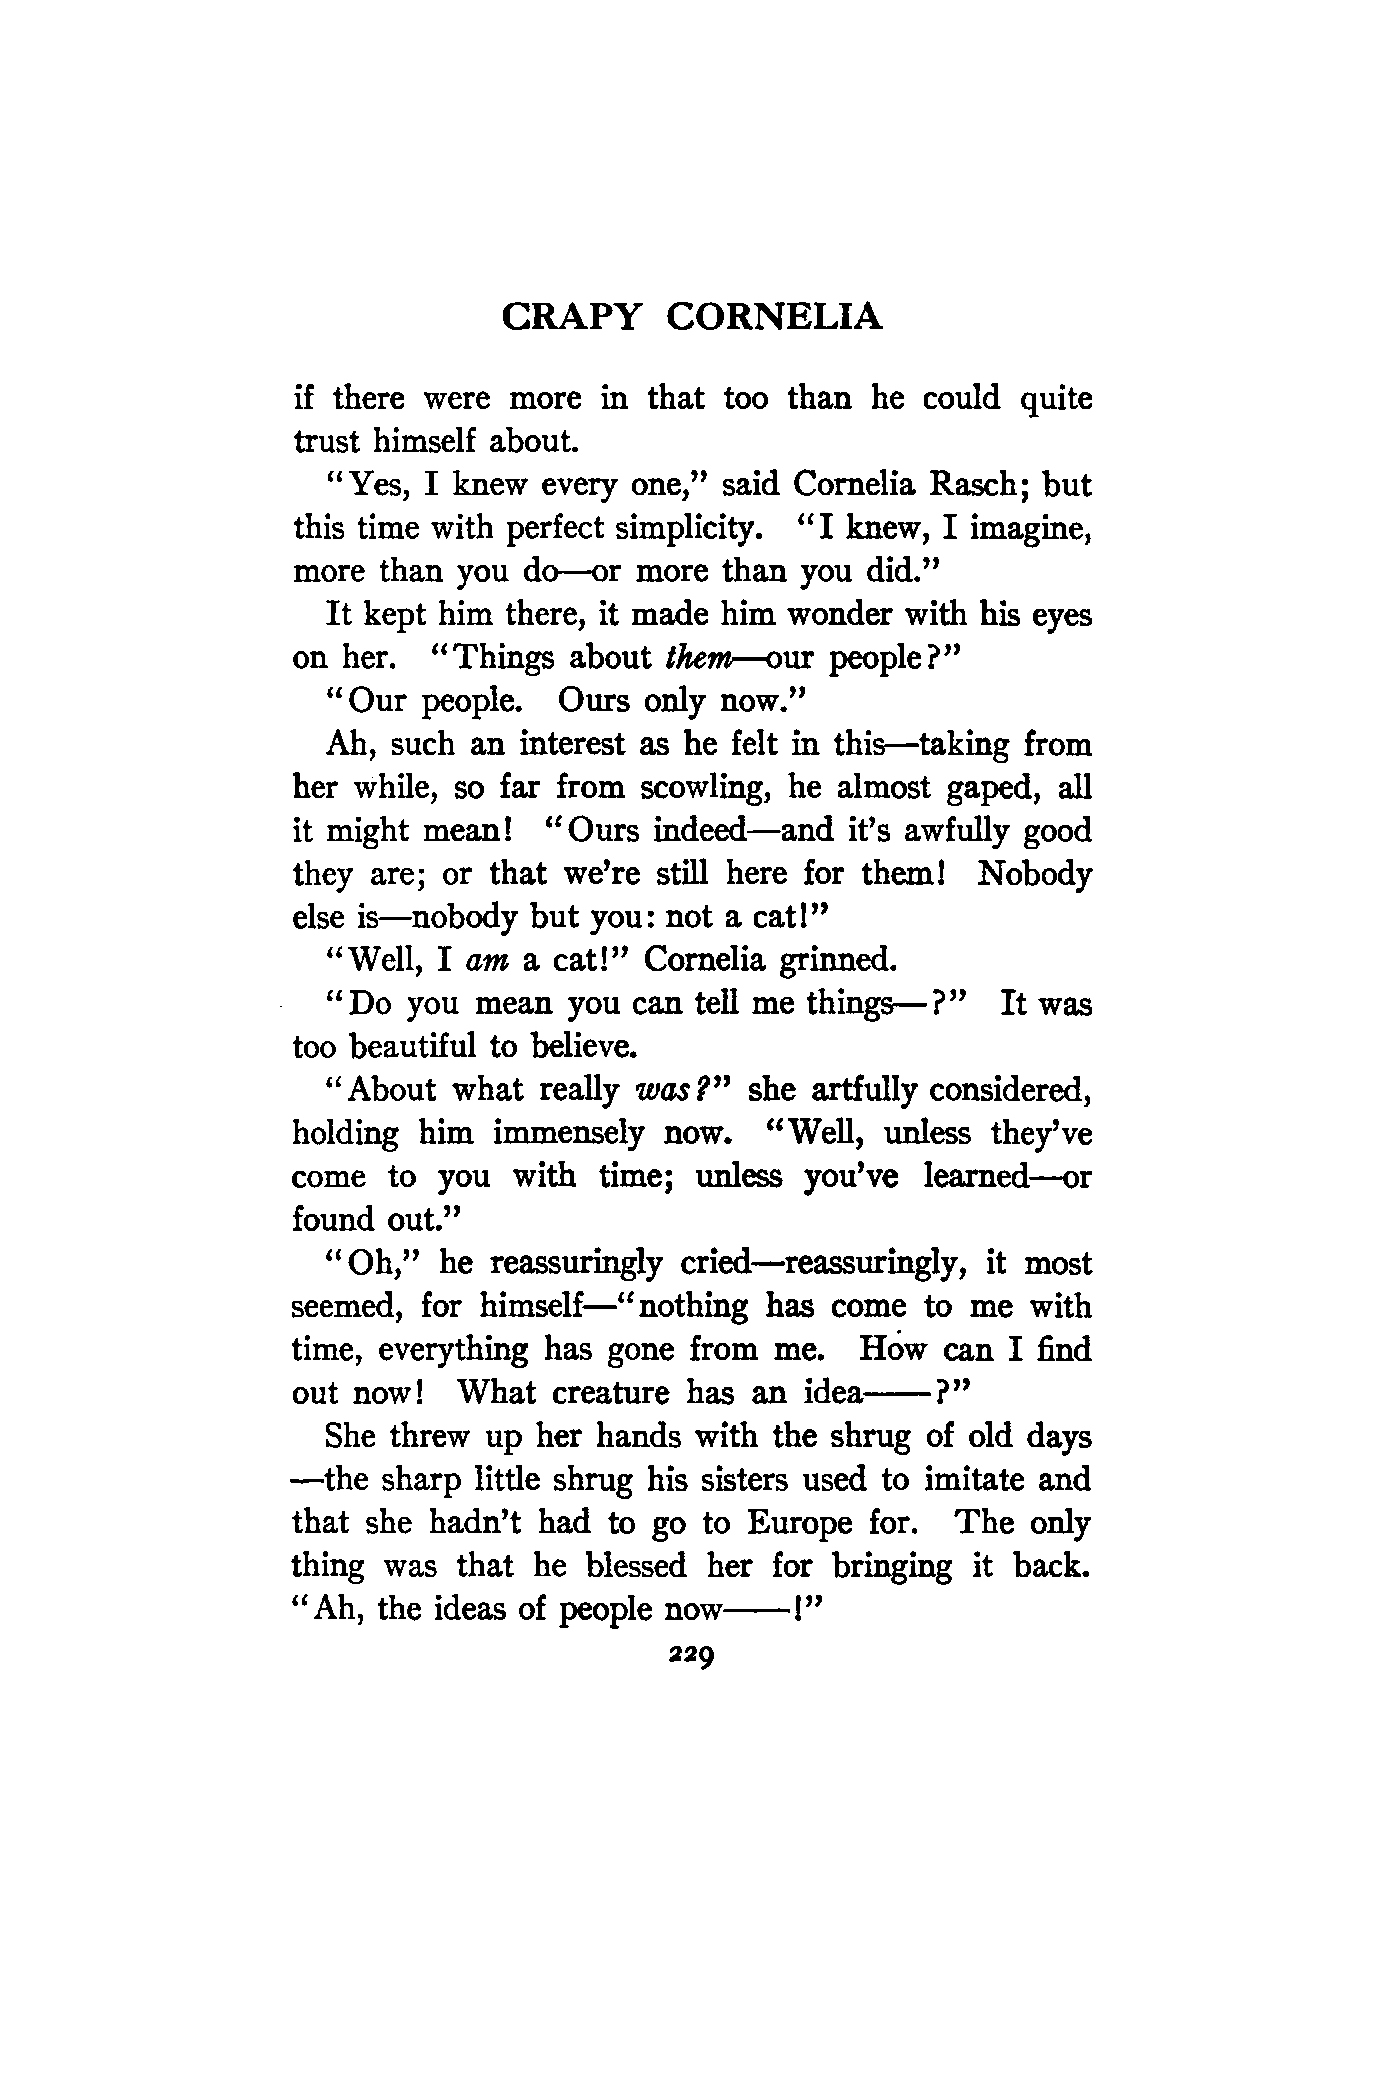 CRAPY CORNELIA
if there were more in that too than he could quite
trust himself about.
"Yes, I knew every one," said Cornelia Rasch; but
this time with perfect simplicity. "I knew, I imagine,
more than you do—or more than you did."
It kept him there, it made him wonder with his eyes
on her. "Things about them—our people?"
"Our people. Ours only now."
Ah, such an interest as he felt in this—taking from
her while, so far from scowling, he almost gaped, all
it might mean! "Ours indeed—and it's awfully good
they are; or that we're still here for them! Nobody
else is—nobody but you: not a cat!"
"Well, I am a cat!" Cornelia grinned.
"Do you mean you can tell me things—?" It was
too beautiful to believe.
"About what really was?" she artfully considered,
holding him immensely now. "Well, unless they've
come to you with time; unless you've learned—or
found out."
"Oh," he reassuringly cried—reassuringly, it most
seemed, for himself—"nothing has come to me with
time, everything has gone from me. How can I find
out now! What creature has an idea——?"
She threw up her hands with the shrug of old days
—the sharp little shrug his sisters used to imitate and
that she hadn't had to go to Europe for. The only
thing was that he blessed her for bringing it back.
"Ah, the ideas of people now——!"
229